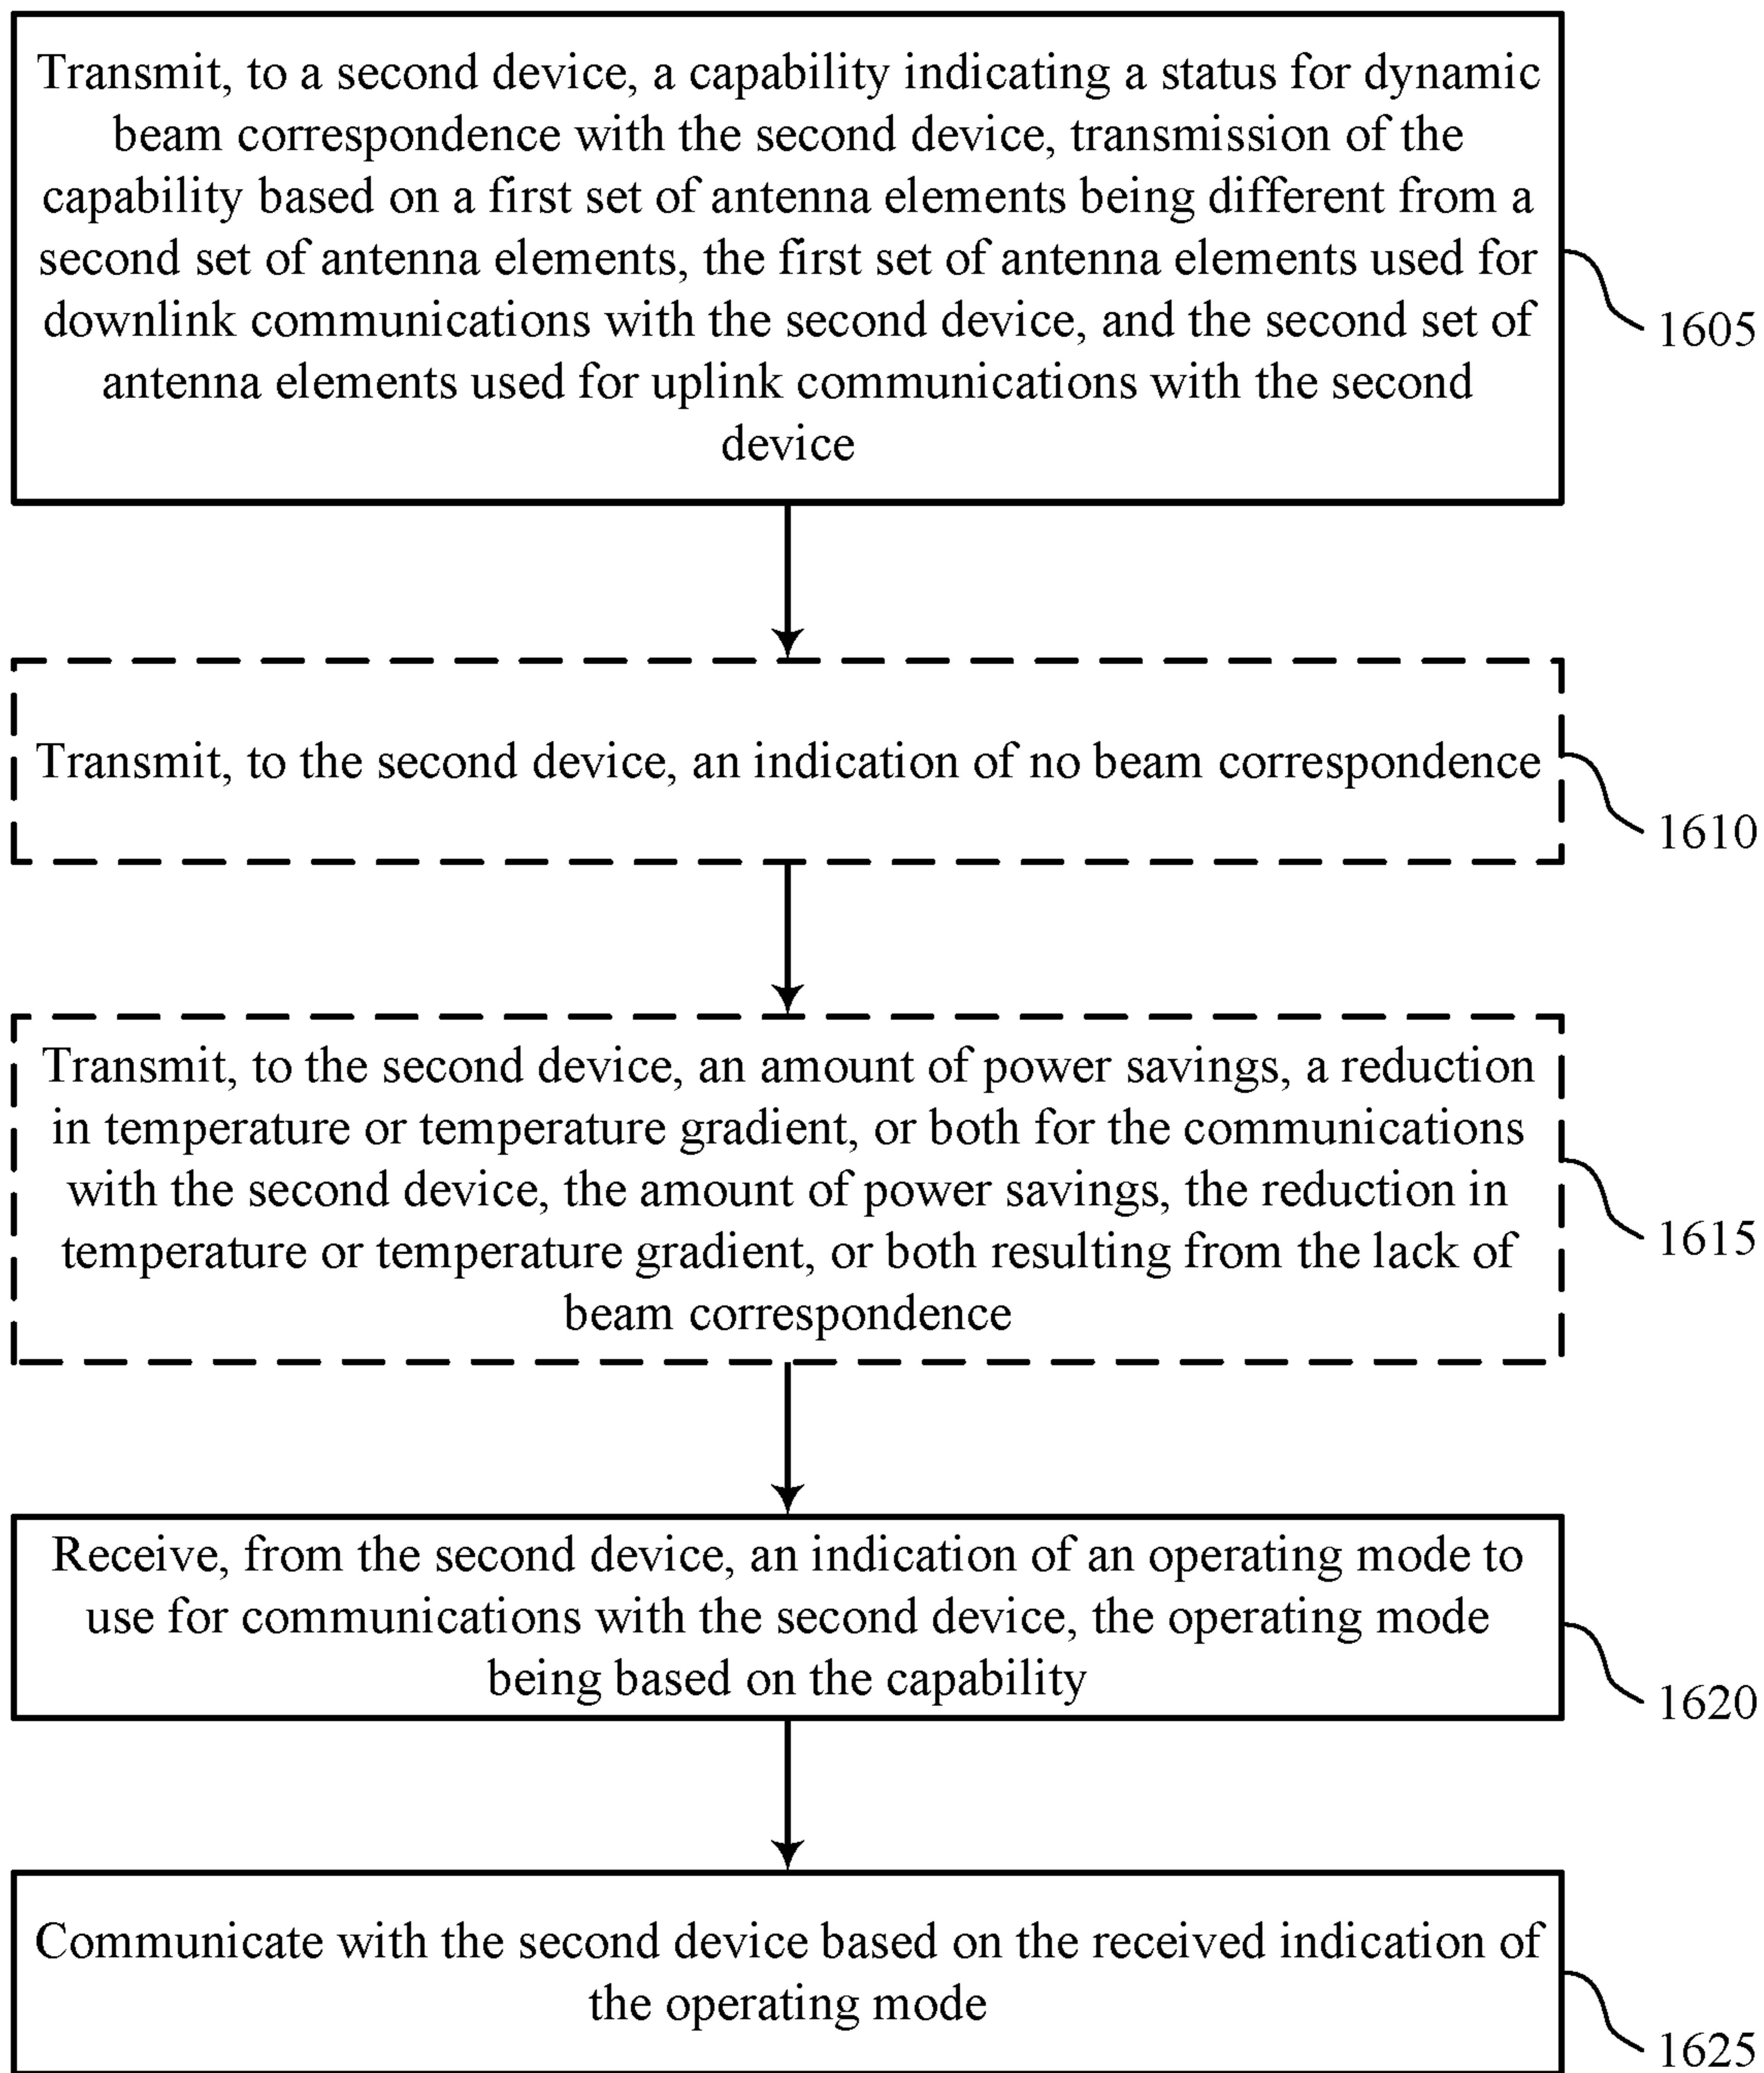 Transmit, to a second device, a capability indicating a status for dynamic
beam correspondence with the second device, transmission of the
capability based on a first set of antenna elements being different from a
second set of antenna elements, the first set of antenna elements used for
downlink communications with the second device, and the second set of
antenna elements used for uplink communications with the second
device
1605
Transmit, to the second device, an indication of no beam correspondence
1610
Transmit, to the second device, an amount of power savings, a reduction
in temperature or temperature gradient, or both for the communications
with the second device, the amount of power savings, the reduction in
temperature or temperature gradient, or both resulting from the lack of
beam correspondence
1615
Receive, from the second device, an indication of an operating mode to
use for communications with the second device, the operating mode
being based on the capability
1620
Communicate with the second device based on the received indication of
the operating mode
1625